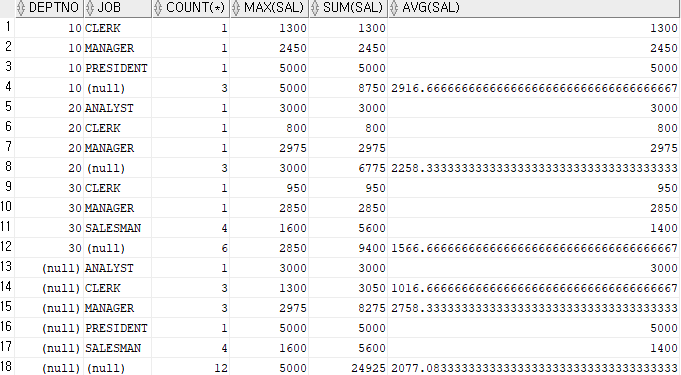 DEPTNO JOB COUNT(*) MAX(SAL) SUM(SAL) AVG(SAL)
1 10 CLERK 1 1300 1300 1300
2 10 MANAGER 1 2450 2450 2450
3 10 PRESIDENT 1 5000 5000 5000
4 10 (null) 3 5000 8750 2916.666666666666666666666666666666666667
5 20 ANALYST 1 3000 3000 3000
6 20 CLERK 1 800 800 800
7 20 MANAGER 1 2975 2975 2975
8 20 (null) 3 3000 6775 2258.333333333333333333333333333333333333
9 30 CLERK 1 950 950 950
10 30 MANAGER 1 2850 2850 2850
11 30 SALESMAN 4 1600 5600 1400
12 30 (null) 6 2850 9400 1566.666666666666666666666666666666666667
13 (null) ANALYST 1 3000 3000 3000
14 (null) CLERK 3 1300 3050 1016.666666666666666666666666666666666667
15 (null) MANAGER 3 2975 8275 2758.333333333333333333333333333333333333
16 (null) PRESIDENT 1 5000 5000 5000
17 (null) SALESMAN 4 1600 5600 1400
18 (null) (null) 12 5000 24925 2077.083333333333333333333333333333333333